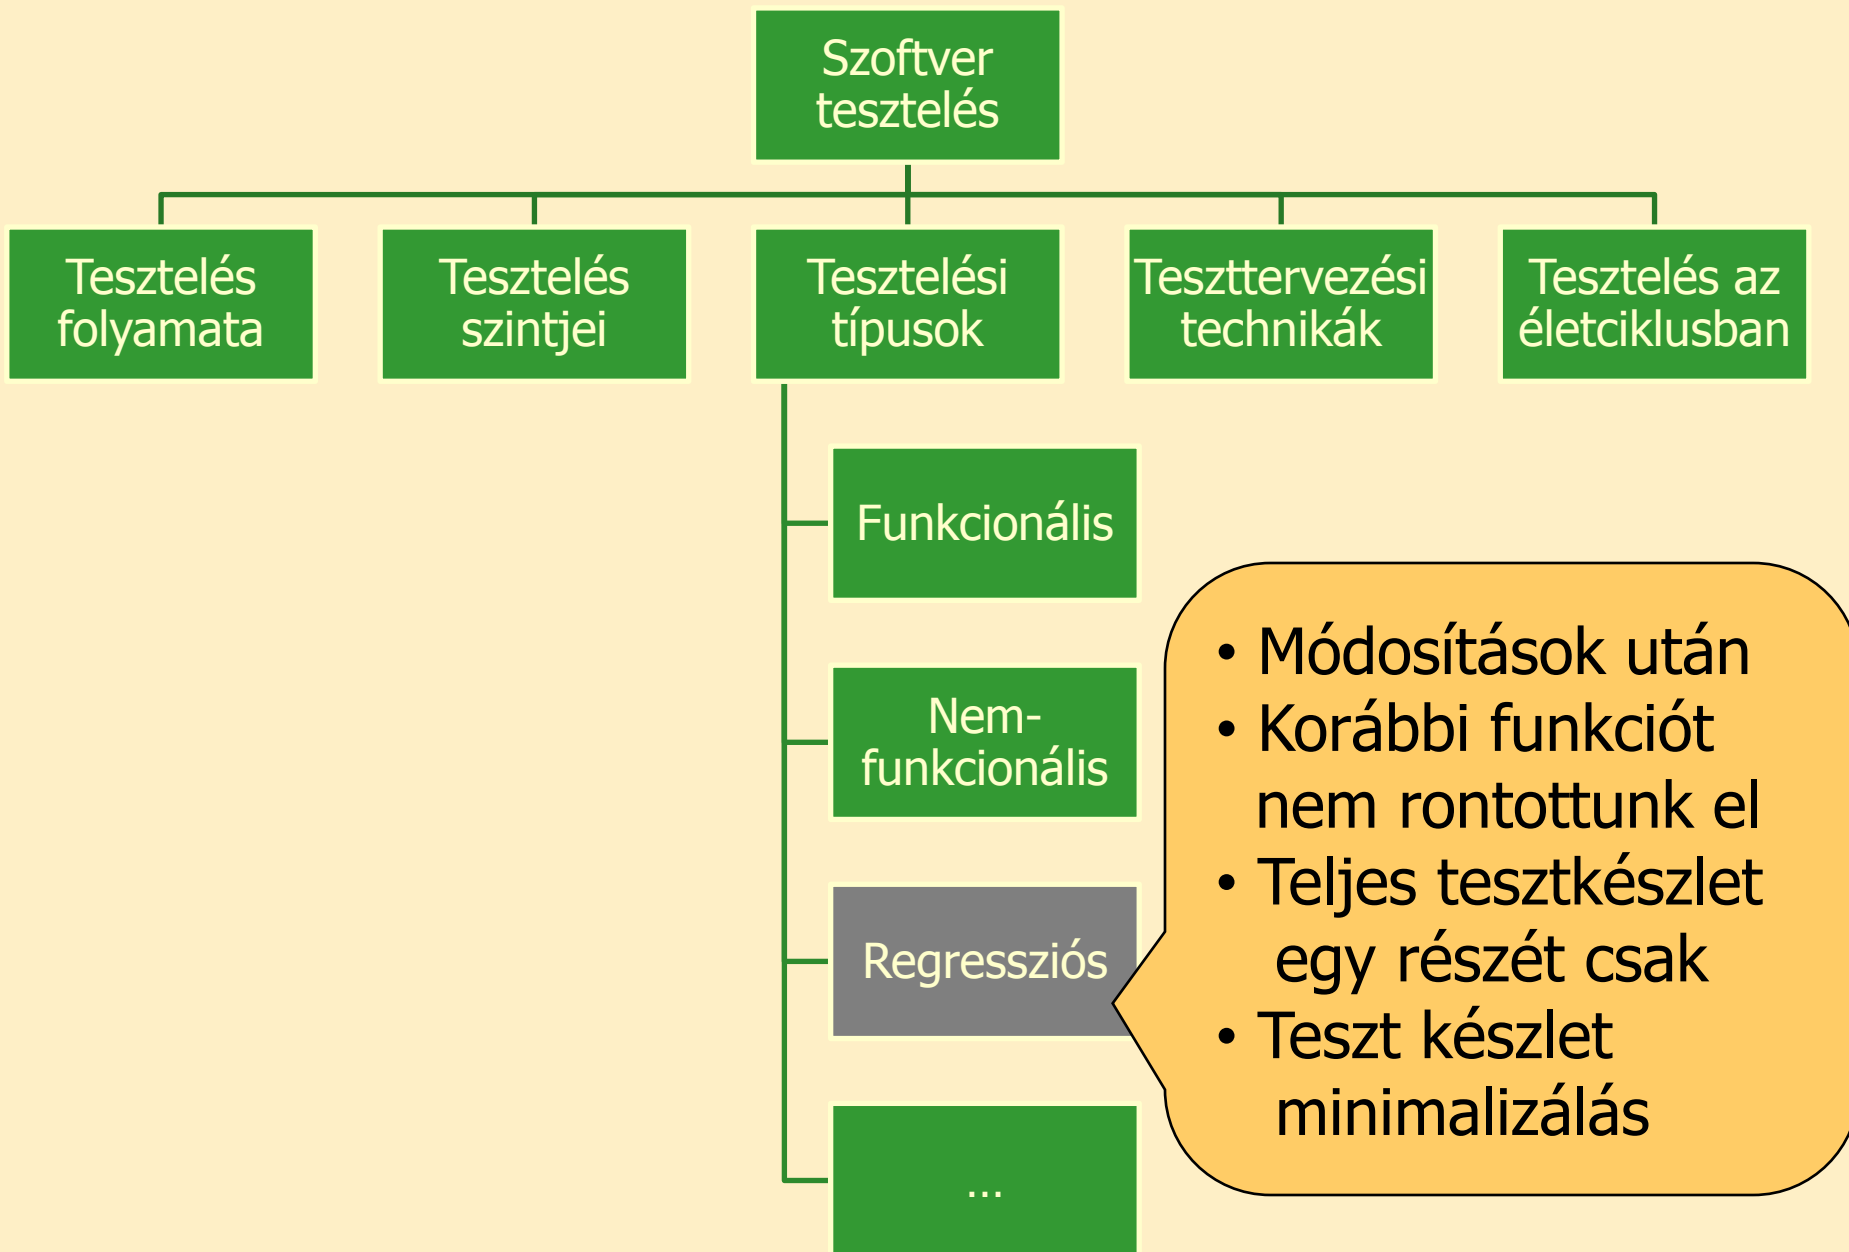 Szoftver
tesztelés
Tesztelés
folyamata
Tesztelés
szintjei
Tesztelési
típusok
Teszttervezési
technikák
Tesztelés az
életciklusban
Funkcionális
Nem-
funkcionális
Regressziós
...
• Módosítások után
• Korábbi funkciót
nem rontottunk el
• Teljes tesztkészlet
egy részét csak
• Teszt készlet
minimalizálás